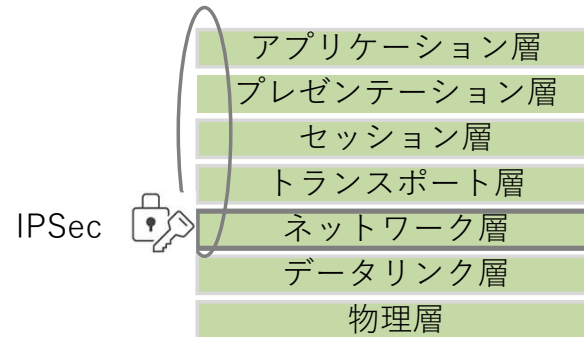 アプリケーション層
プレゼンテーション層
セッション層
トランスポート層
IPSec
ネットワーク層
データリンク層
物理層